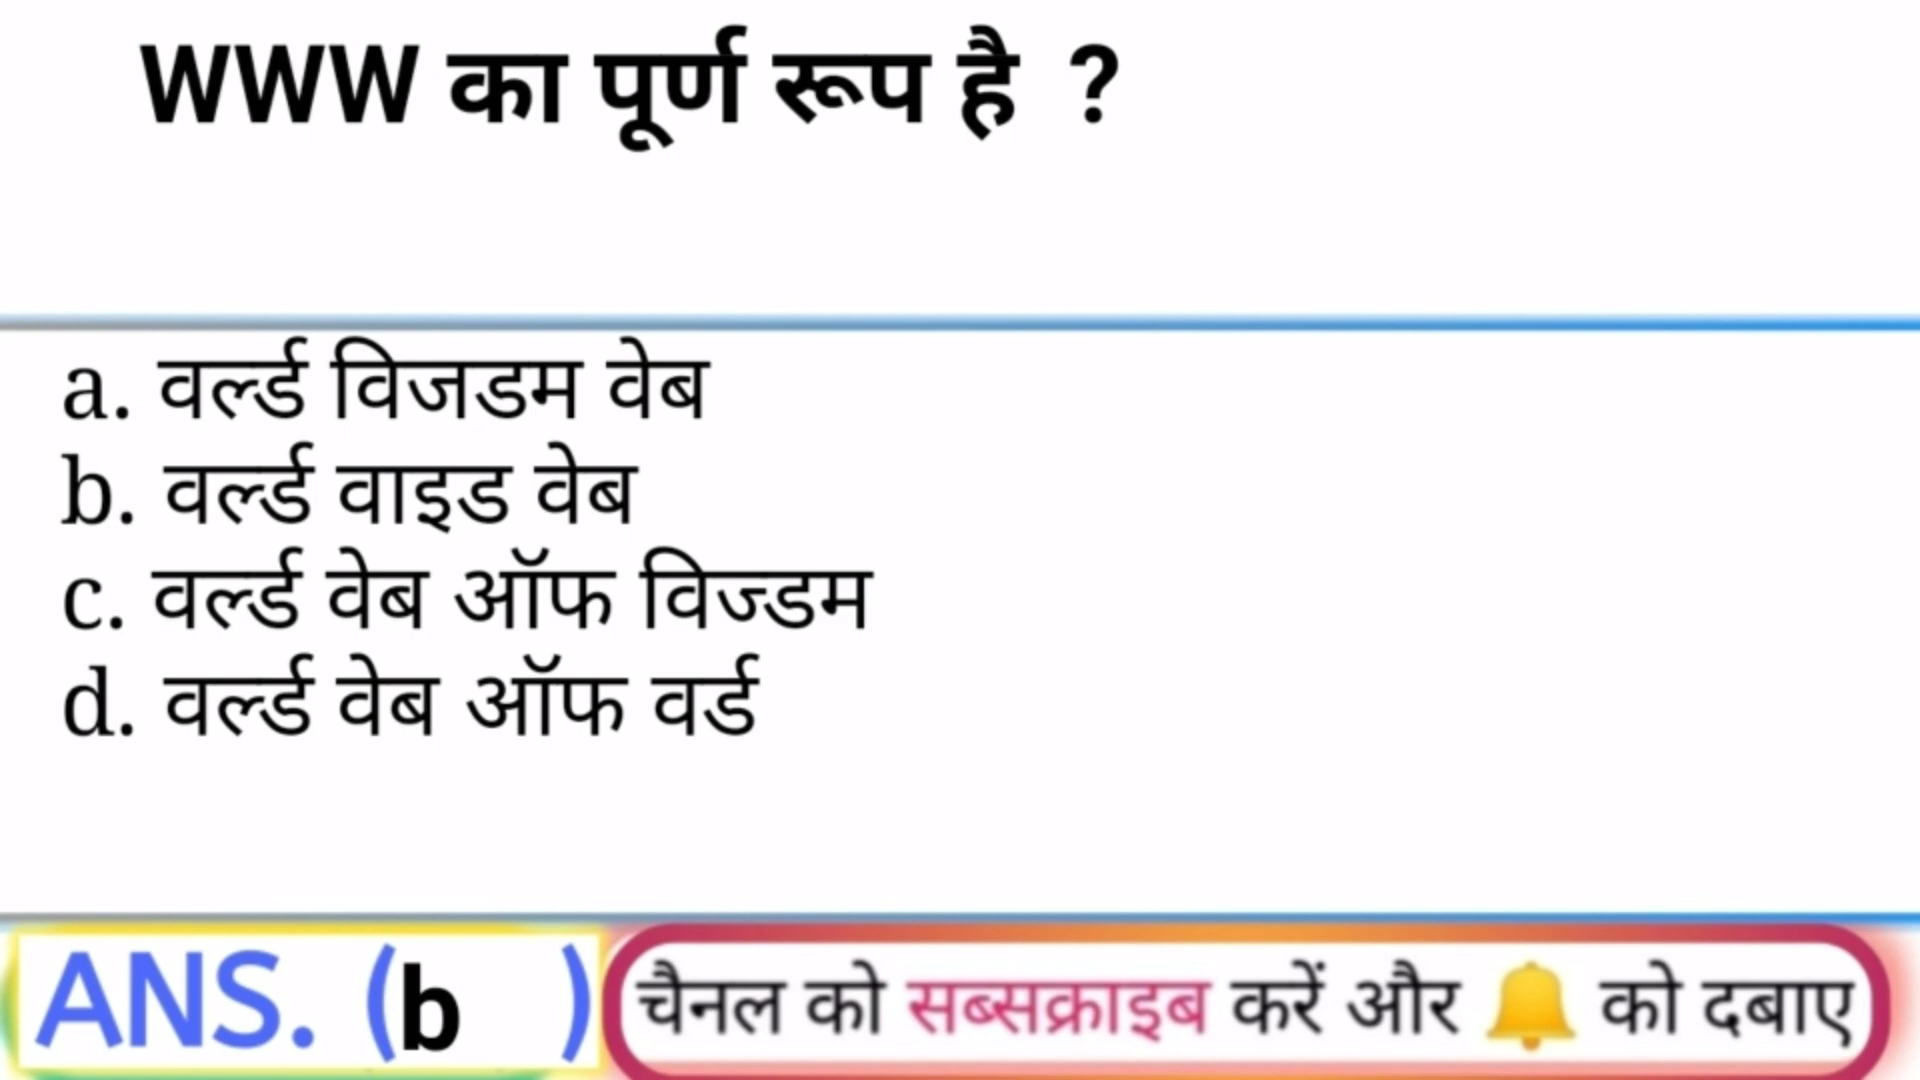 WWW का पूर्ण रूप है ?
a. वर्ल्ड विजडम वेब
b. वर्ल्ड वाइड वेब
c. वर्ल्ड वेब ऑफ विज्डम
d. वर्ल्ड वेब ऑफ वर्ड
ANS. (b )
चैनल को सब्सक्राइब करें और 🔔 को दबाए